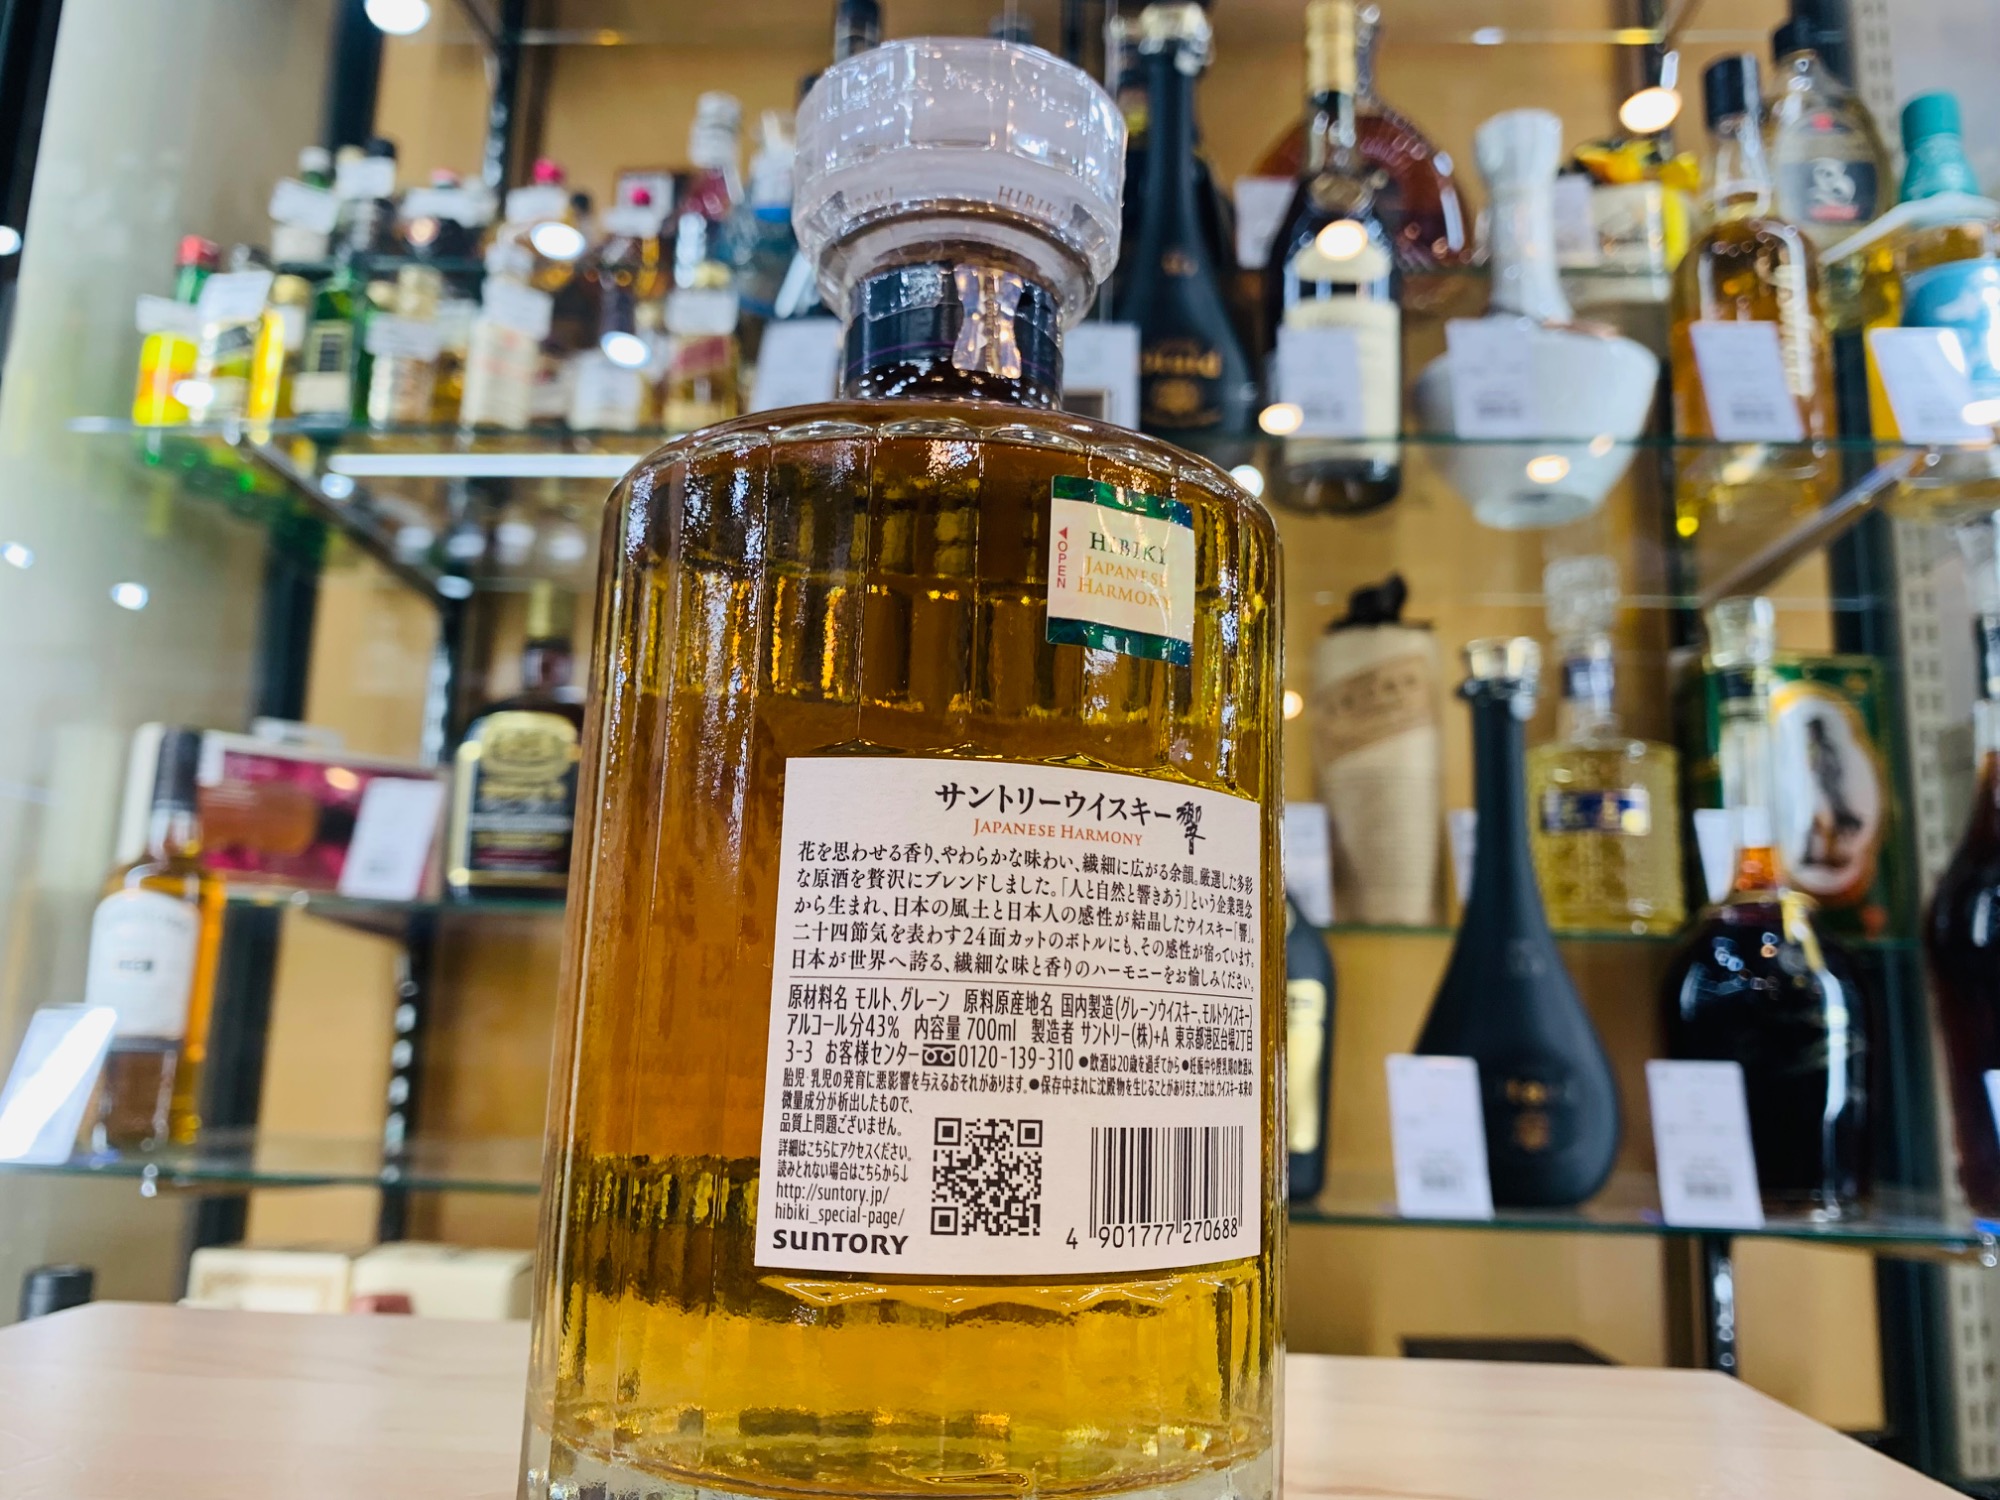 HIBIKI
OPEN
HIBIKI
JAPANESE
HARMONY
サントリーウイスキー響
JAPANESE HARMONY
花を思わせる香り、やわらかな味わい、繊細に広がる余韻。厳選した多彩
な原酒を贅沢にブレンドしました。「人と自然と響きあう」という企業理念
から生まれ、日本の風土と日本人の感性が結晶したウイスキー「響」。
二十四節気を表わす24面カットのボトルにも、その感性が宿っています。
日本が世界へ誇る、繊細な味と香りのハーモニーをお愉しみください。
原材料名 モルト、グレーン 原料原産地名 国内製造(グレーンウイスキー、モルトウイスキー)
アルコール分43% 内容量 700ml 製造者 サントリー(株)+A 東京都港区台場2丁目
3-3 お客様センター 0120-139-310 ●飲酒は20歳を過ぎてから ●妊娠中や授乳期の飲酒は、
胎児・乳児の発育に悪影響を与えるおそれがあります。●保存中まれに沈殿物を生じることがあります。これは、ウイスキー本来の
微量成分が析出したもので、
品質上問題ございません。
詳細はこちらにアクセスください。
読みとれない場合はこちらから↓
http://suntory.jp/
hibiki_special-page/
SUNTORY
4 901777 270688